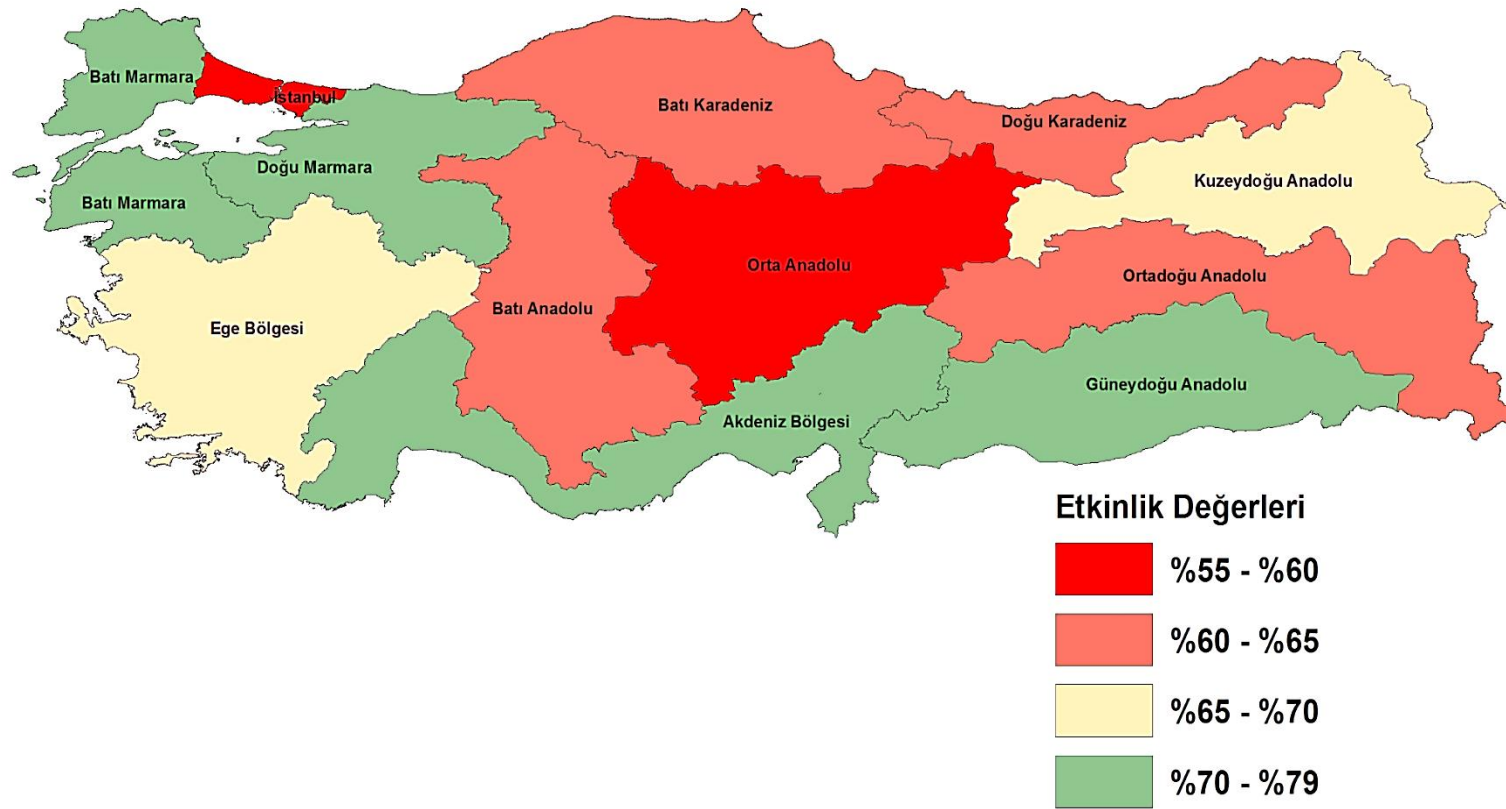 Batı Marmara
İstanbul
Batı Karadeniz
Doğu Karadeniz
Doğu Marmara
Kuzeydoğu Anadolu
Batı Marmara
Orta Anadolu
Ortadoğu Anadolu
Batı Anadolu
Ege Bölgesi
Güneydoğu Anadolu
Akdeniz Bölgesi
Etkinlik Değerleri
%55 - %60
%60 - %65
%65 - %70
%70 - %79